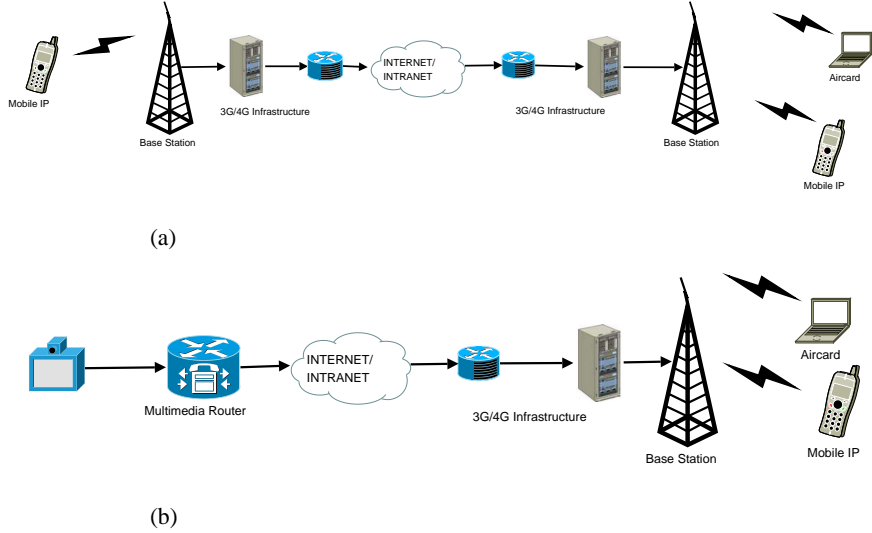 INTERNET/
INTRANET
Mobile IP
Aircard
3G/4G Infrastructure
3G/4G Infrastructure
Base Station
Base Station
Mobile IP
(a)
INTERNET/
INTRANET
Aircard
Multimedia Router
3G/4G Infrastructure
Base Station
Mobile IP
(b)